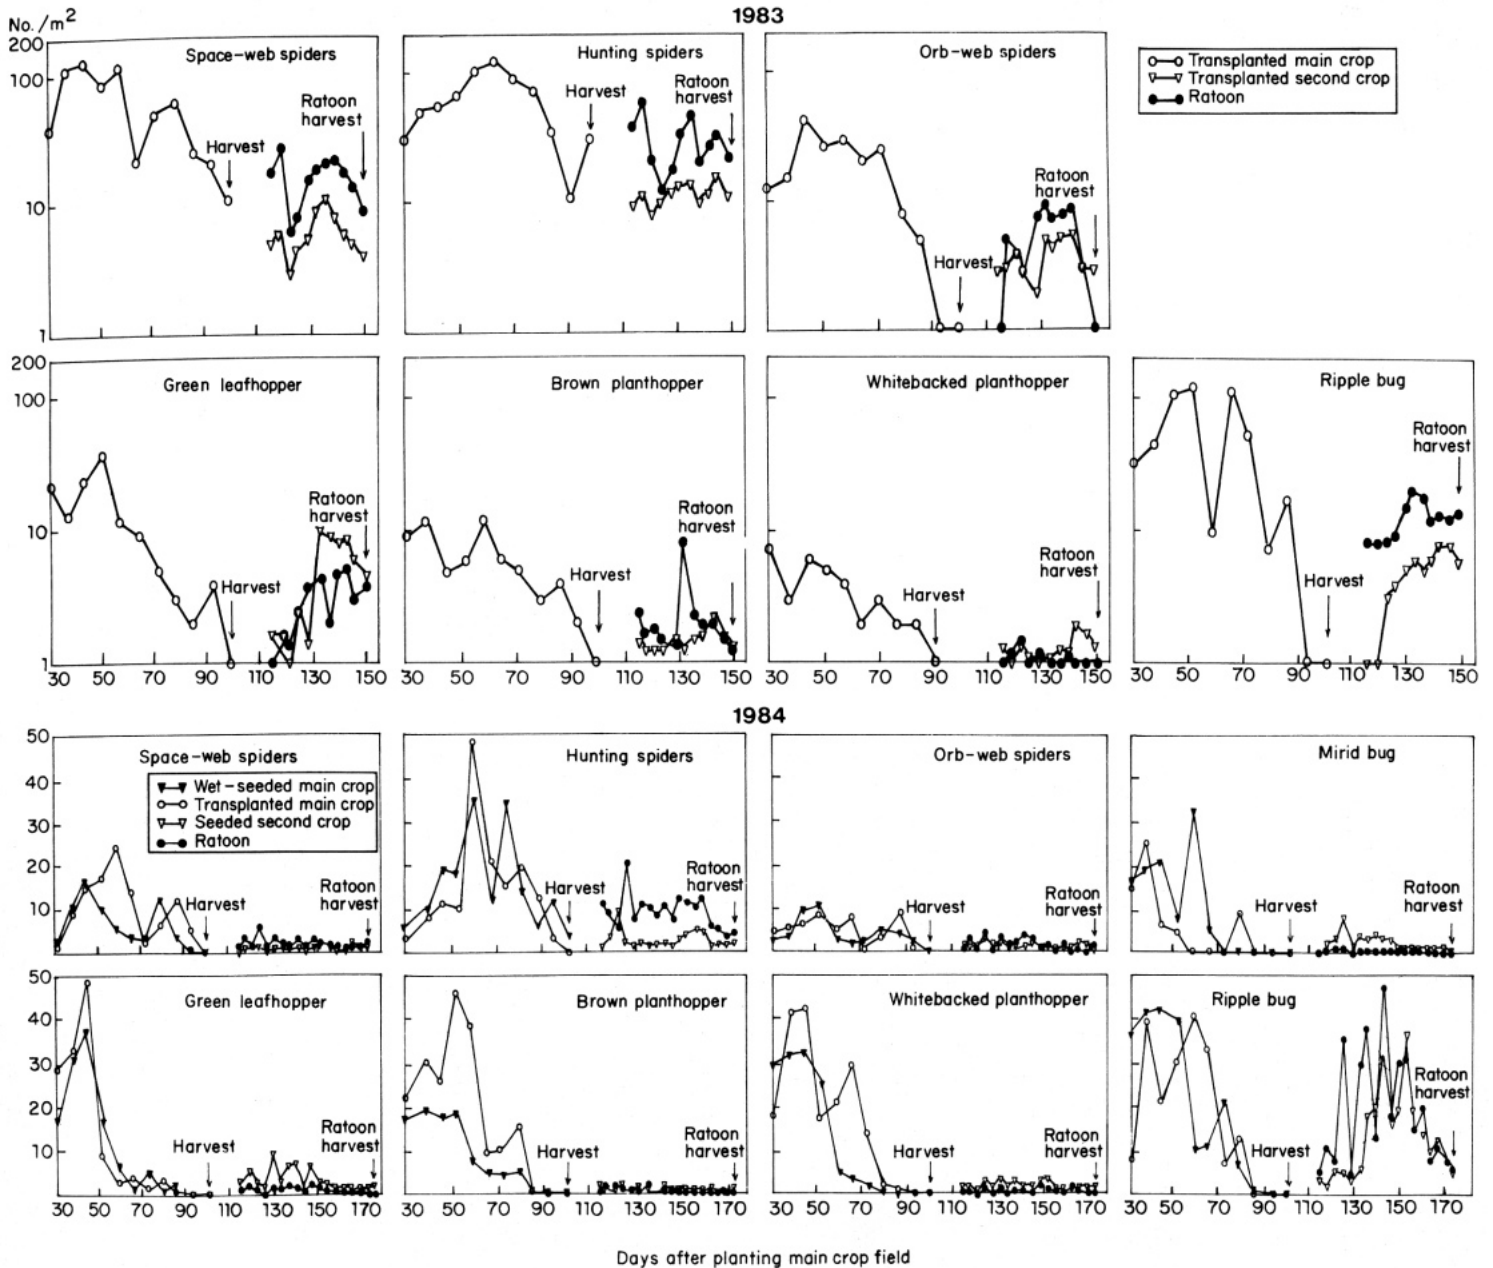 1983
No./m²
200
100
10
1
Space-web spiders
Ratoon
harvest
Harvest
Hunting spiders
Harvest
Ratoon
harvest
Orb-web spiders
Ratoon
harvest
Harvest
Transplanted main crop
Transplanted second crop
Ratoon
200
100
10
1
Green leafhopper
Ratoon
harvest
Harvest
30 50 70 90 110 130 150
Brown planthopper
Ratoon
harvest
Harvest
30 50 70 90 110 130 150
Whitebacked planthopper
Ratoon
harvest
Harvest
30 50 70 90 110 130 150
Ripple bug
Ratoon
harvest
Harvest
30 50 70 90 110 130 150
1984
50
40
30
20
10
Space-web spiders
Wet-seeded main crop
Transplanted main crop
Seeded second crop
Ratoon
Harvest
Ratoon
harvest
Hunting spiders
Harvest
Ratoon
harvest
Orb-web spiders
Harvest
Ratoon
harvest
Mirid bug
Harvest
Ratoon
harvest
50
40
30
20
10
Green leafhopper
Harvest
Ratoon
harvest
30 50 70 90 110 130 150 170
Brown planthopper
Harvest
Ratoon
harvest
30 50 70 90 110 130 150 170
Whitebacked planthopper
Harvest
Ratoon
harvest
30 50 70 90 110 130 150 170
Ripple bug
Ratoon
harvest
Harvest
30 50 70 90 110 130 150 170
Days after planting main crop field